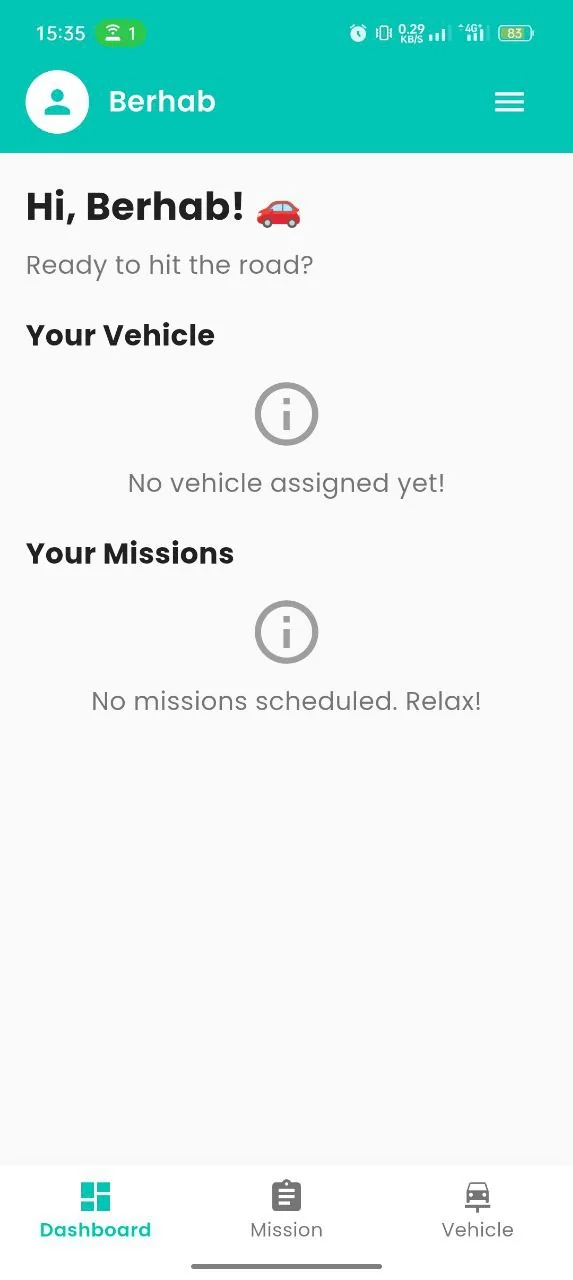 15:35 1 0.29 KB/S 4G+ 83
Berhab
Hi, Berhab! 🚗
Ready to hit the road?
Your Vehicle
No vehicle assigned yet!
Your Missions
No missions scheduled. Relax!
Dashboard Mission Vehicle